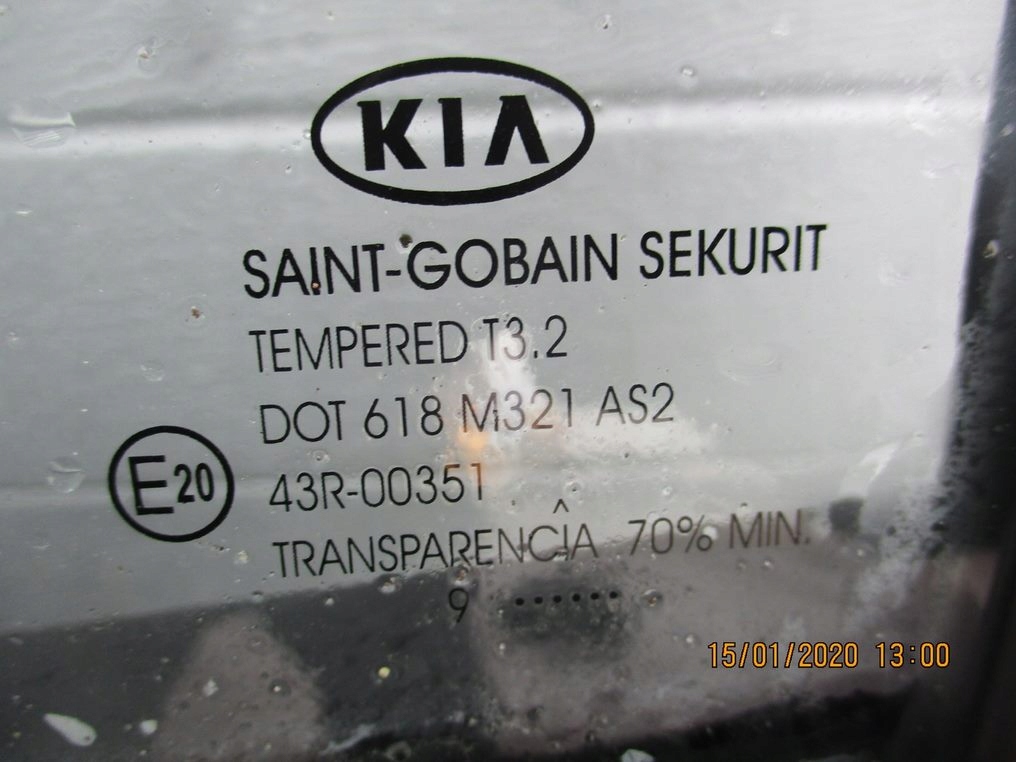 KIA
SAINT-GOBAIN SEKURIT
TEMPERED T3.2
DOT 618 M321 AS2
E20 43R-00351
TRANSPARENCÎA 70% MIN.
9 ••••••
15/01/2020 13:00